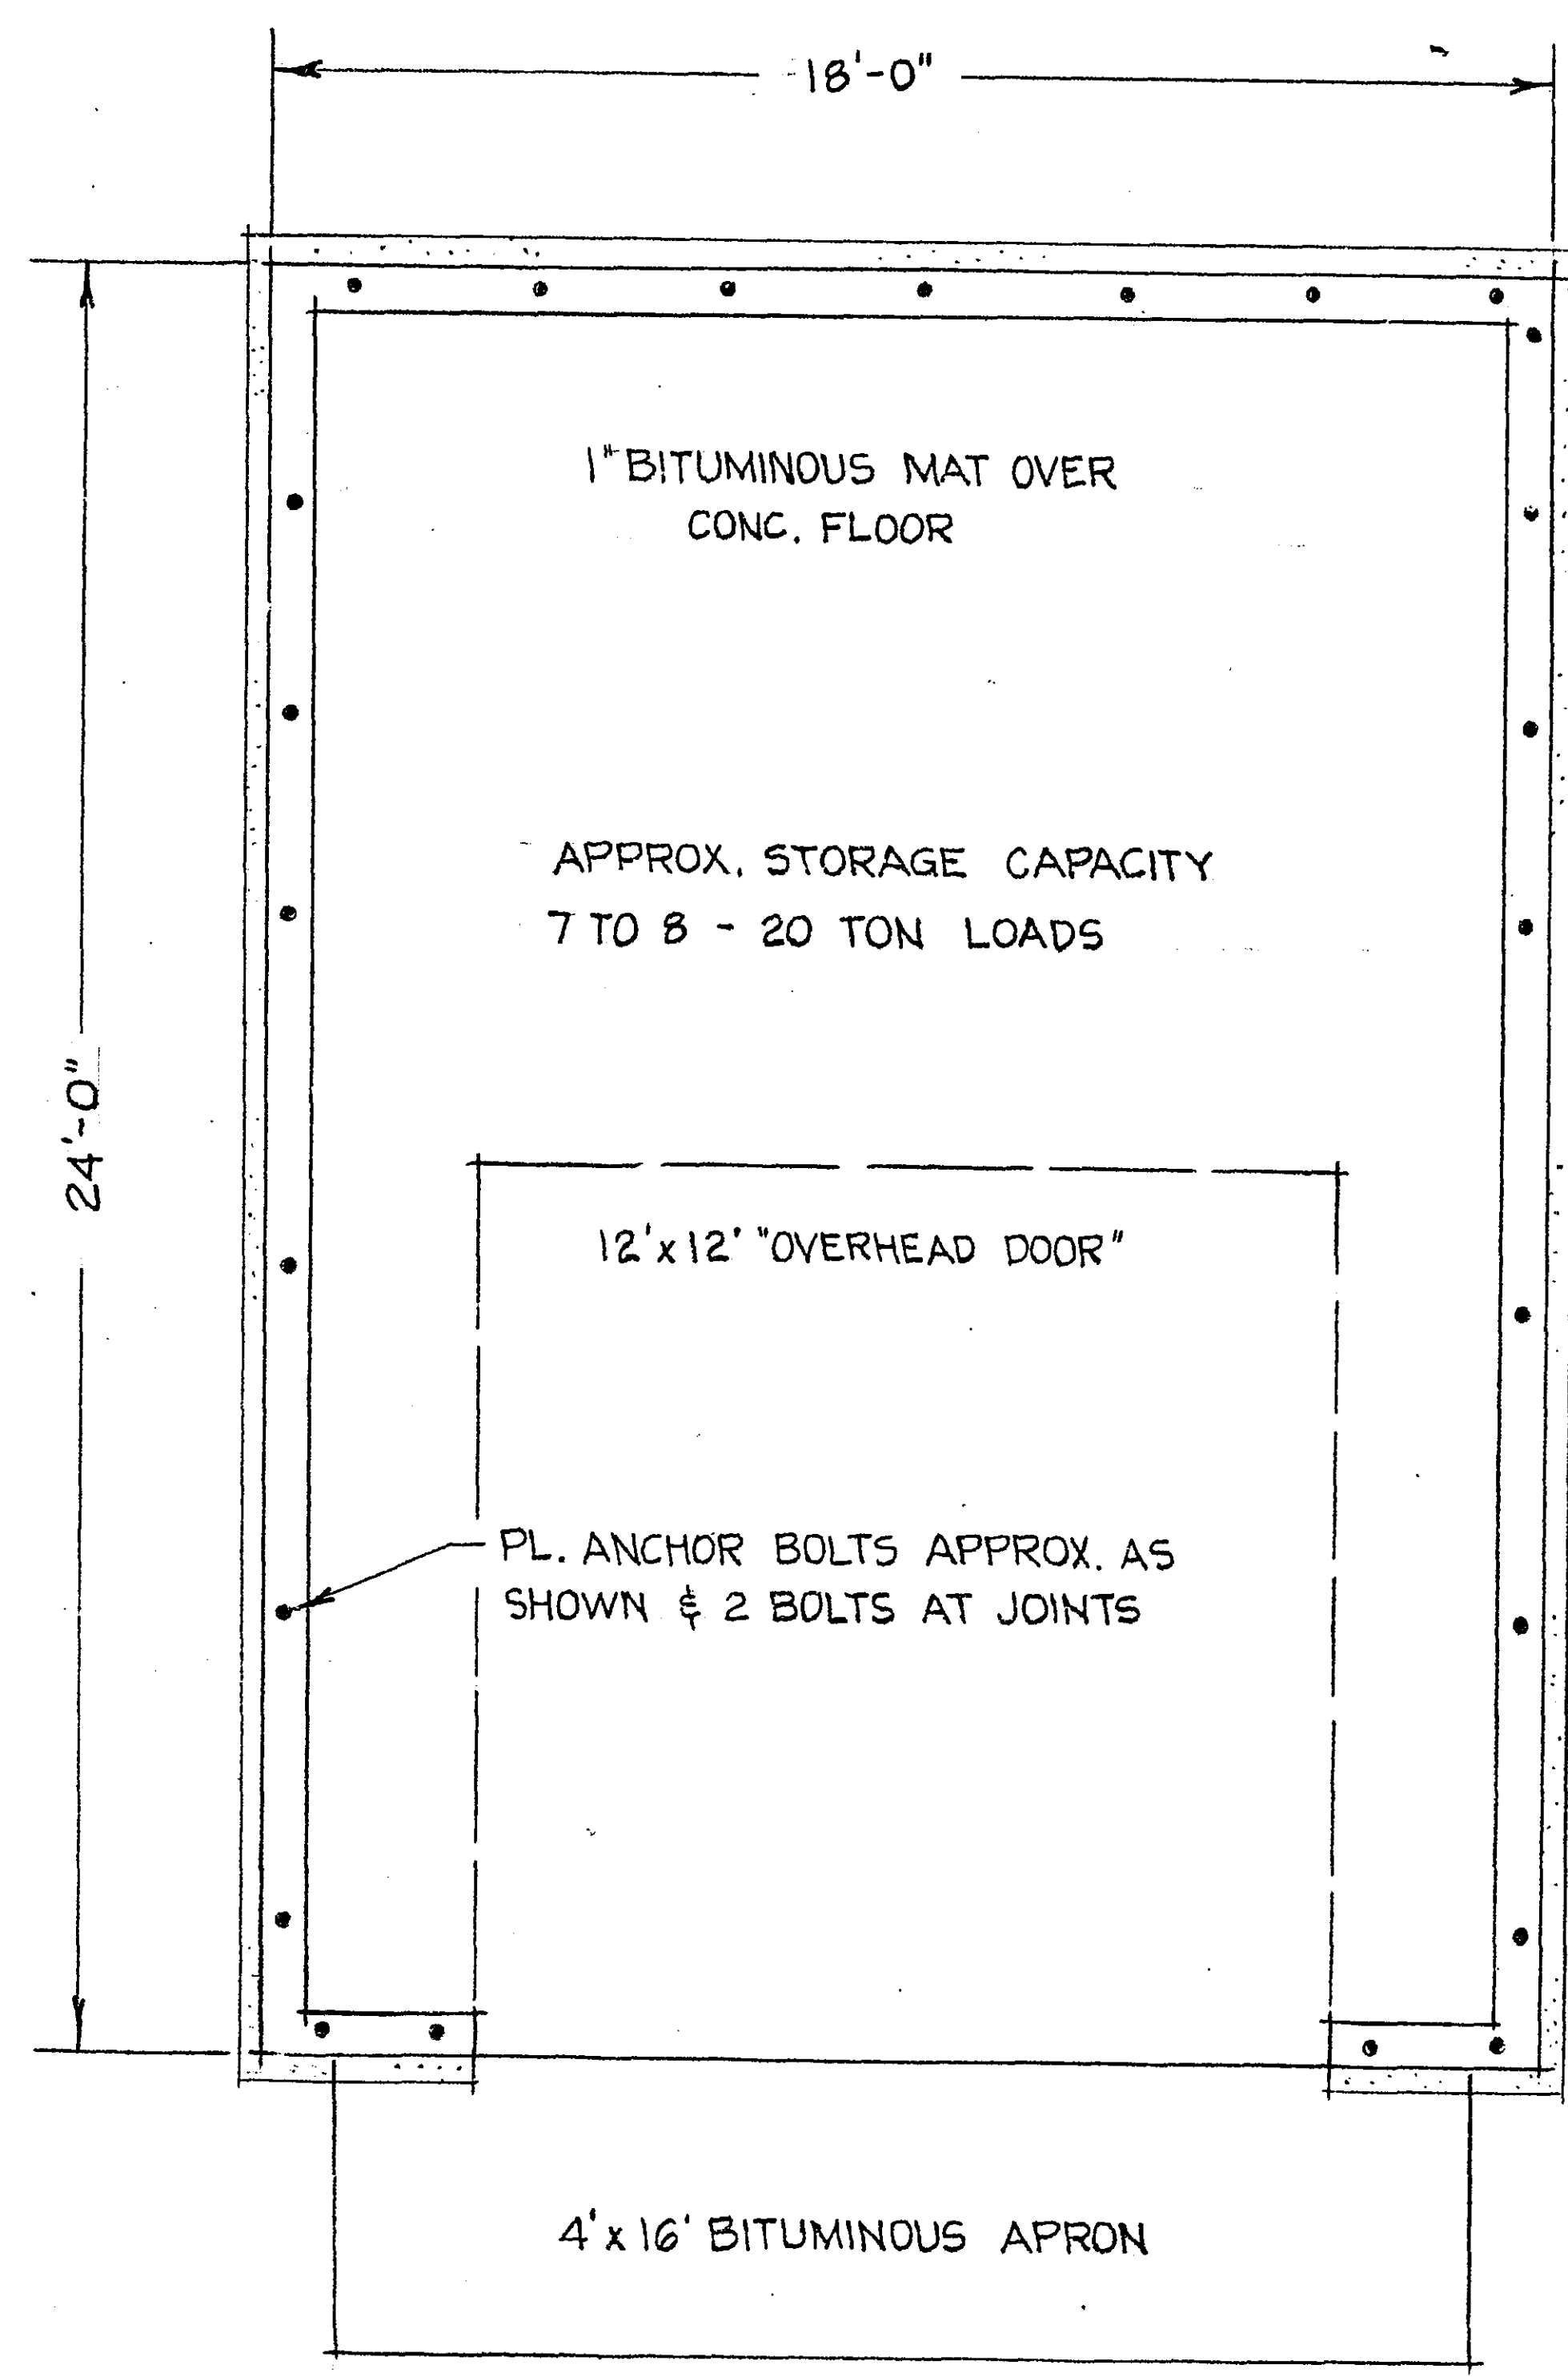 18'-0"
1" BITUMINOUS MAT OVER
CONC. FLOOR
APPROX. STORAGE CAPACITY
7 TO 8 - 20 TON LOADS
24'-0"
12'x12' "OVERHEAD DOOR"
PL. ANCHOR BOLTS APPROX. AS
SHOWN & 2 BOLTS AT JOINTS
4'x16' BITUMINOUS APRON